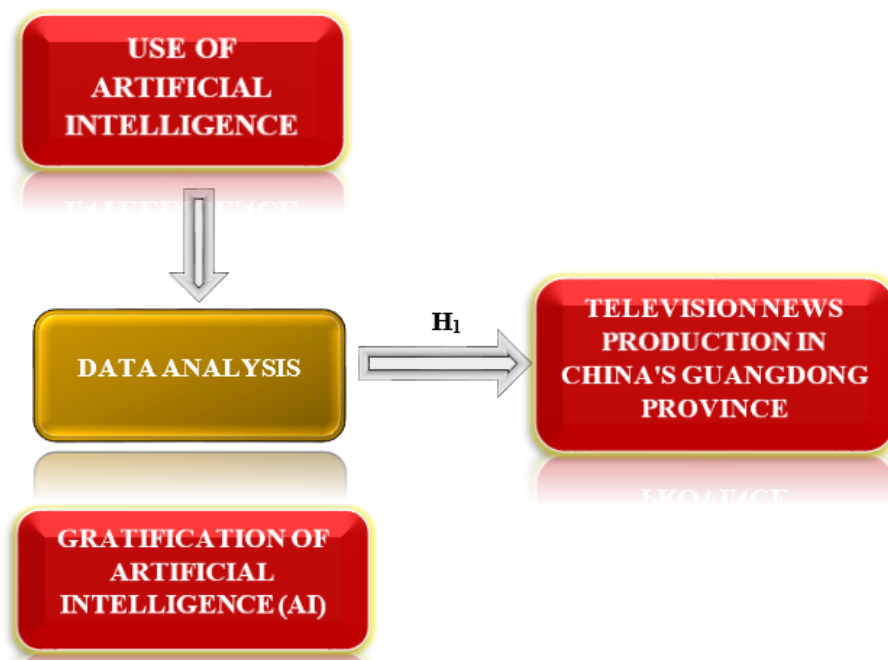 USE OF
ARTIFICIAL
INTELLIGENCE
DATA ANALYSIS
H₁
TELEVISION NEWS
PRODUCTION IN
CHINA'S GUANGDONG
PROVINCE
GRATIFICATION OF
ARTIFICIAL
INTELLIGENCE (AI)